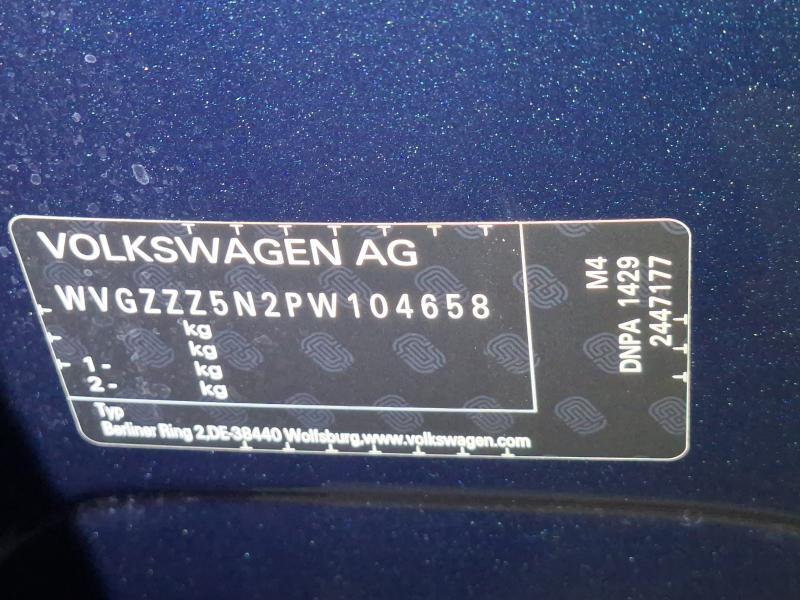 VOLKSWAGEN AG
WVGZZZ5N2PW104658
kg
kg
1- kg
2- kg
Typ
Berliner Ring 2,DE-38440 Wolfsburg,www.volkswagen.com
M4
DNPA 1429
2447177